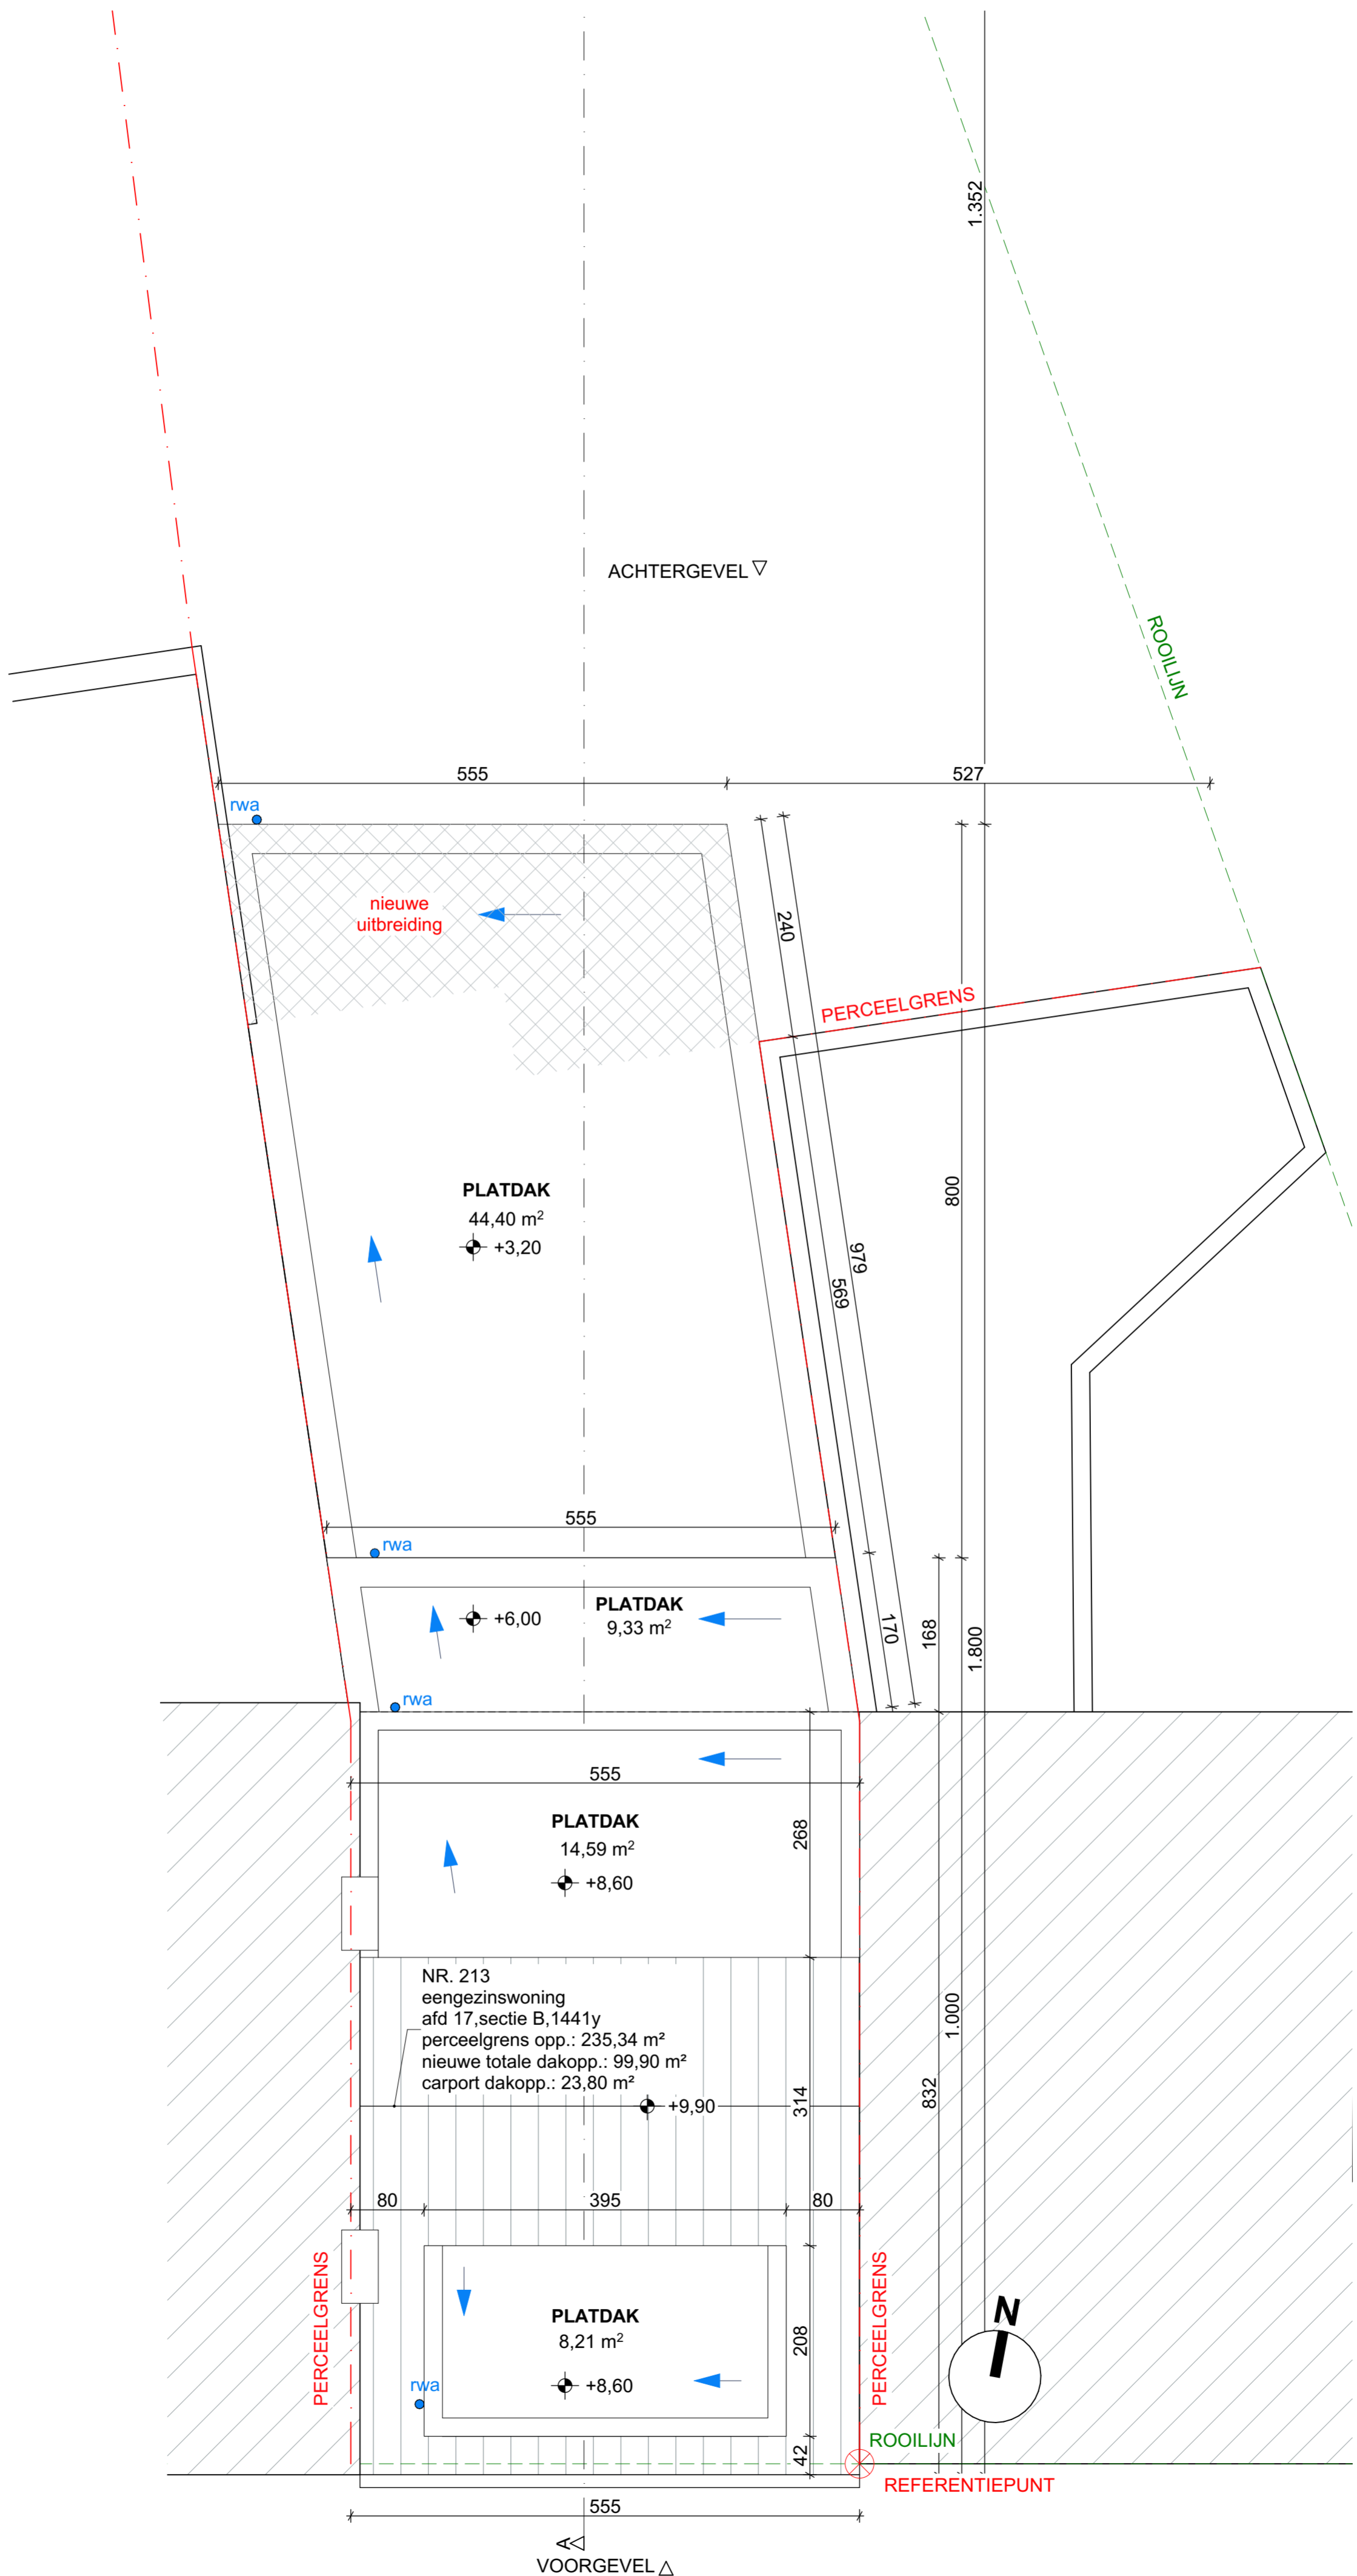 1.352
ACHTERGEVEL
ROOILIJN
555
527
rwa
nieuwe
uitbreiding
240
PERCEELGRENS
PLATDAK
44,40 m²
+3,20
800
979
569
555
rwa
PLATDAK
+6,00
9,33 m²
170
168
1.800
rwa
555
PLATDAK
14,59 m²
+8,60
268
NR. 213
eengezinswoning
afd 17,sectie B,1441y
perceelgrens opp.: 235,34 m²
nieuwe totale dakopp.: 99,90 m²
carport dakopp.: 23,80 m²
+9,90
314
832
1.000
80
395
80
PERCEELGRENS
PERCEELGRENS
N
PLATDAK
8,21 m²
+8,60
208
rwa
42
ROOILIJN
REFERENTIEPUNT
555
A
VOORGEVEL